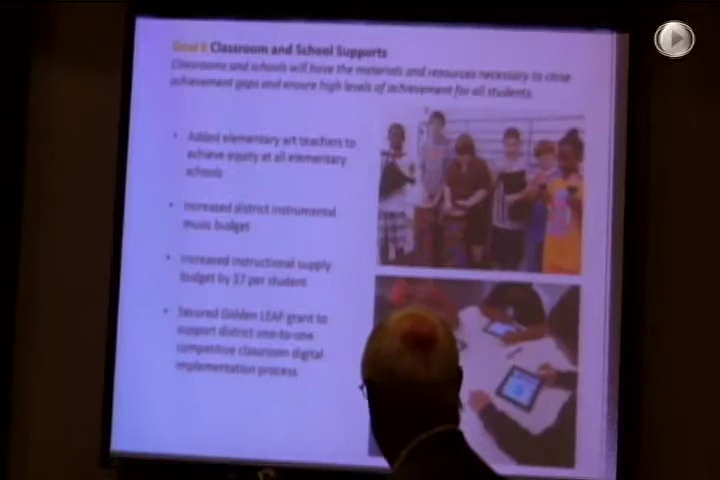 Goal 5 Classroom and School Supports
Classrooms and schools will have the materials and resources necessary to close
achievement gaps and ensure high levels of achievement for all students.
• Added elementary art teachers to
achieve equity at all elementary
schools
• Increased district instrumental
music budget
• Increased instructional supply
budget by $7 per student
• Secured Golden LEAF grant to
support district one-to-one
competitive classroom digital
implementation process